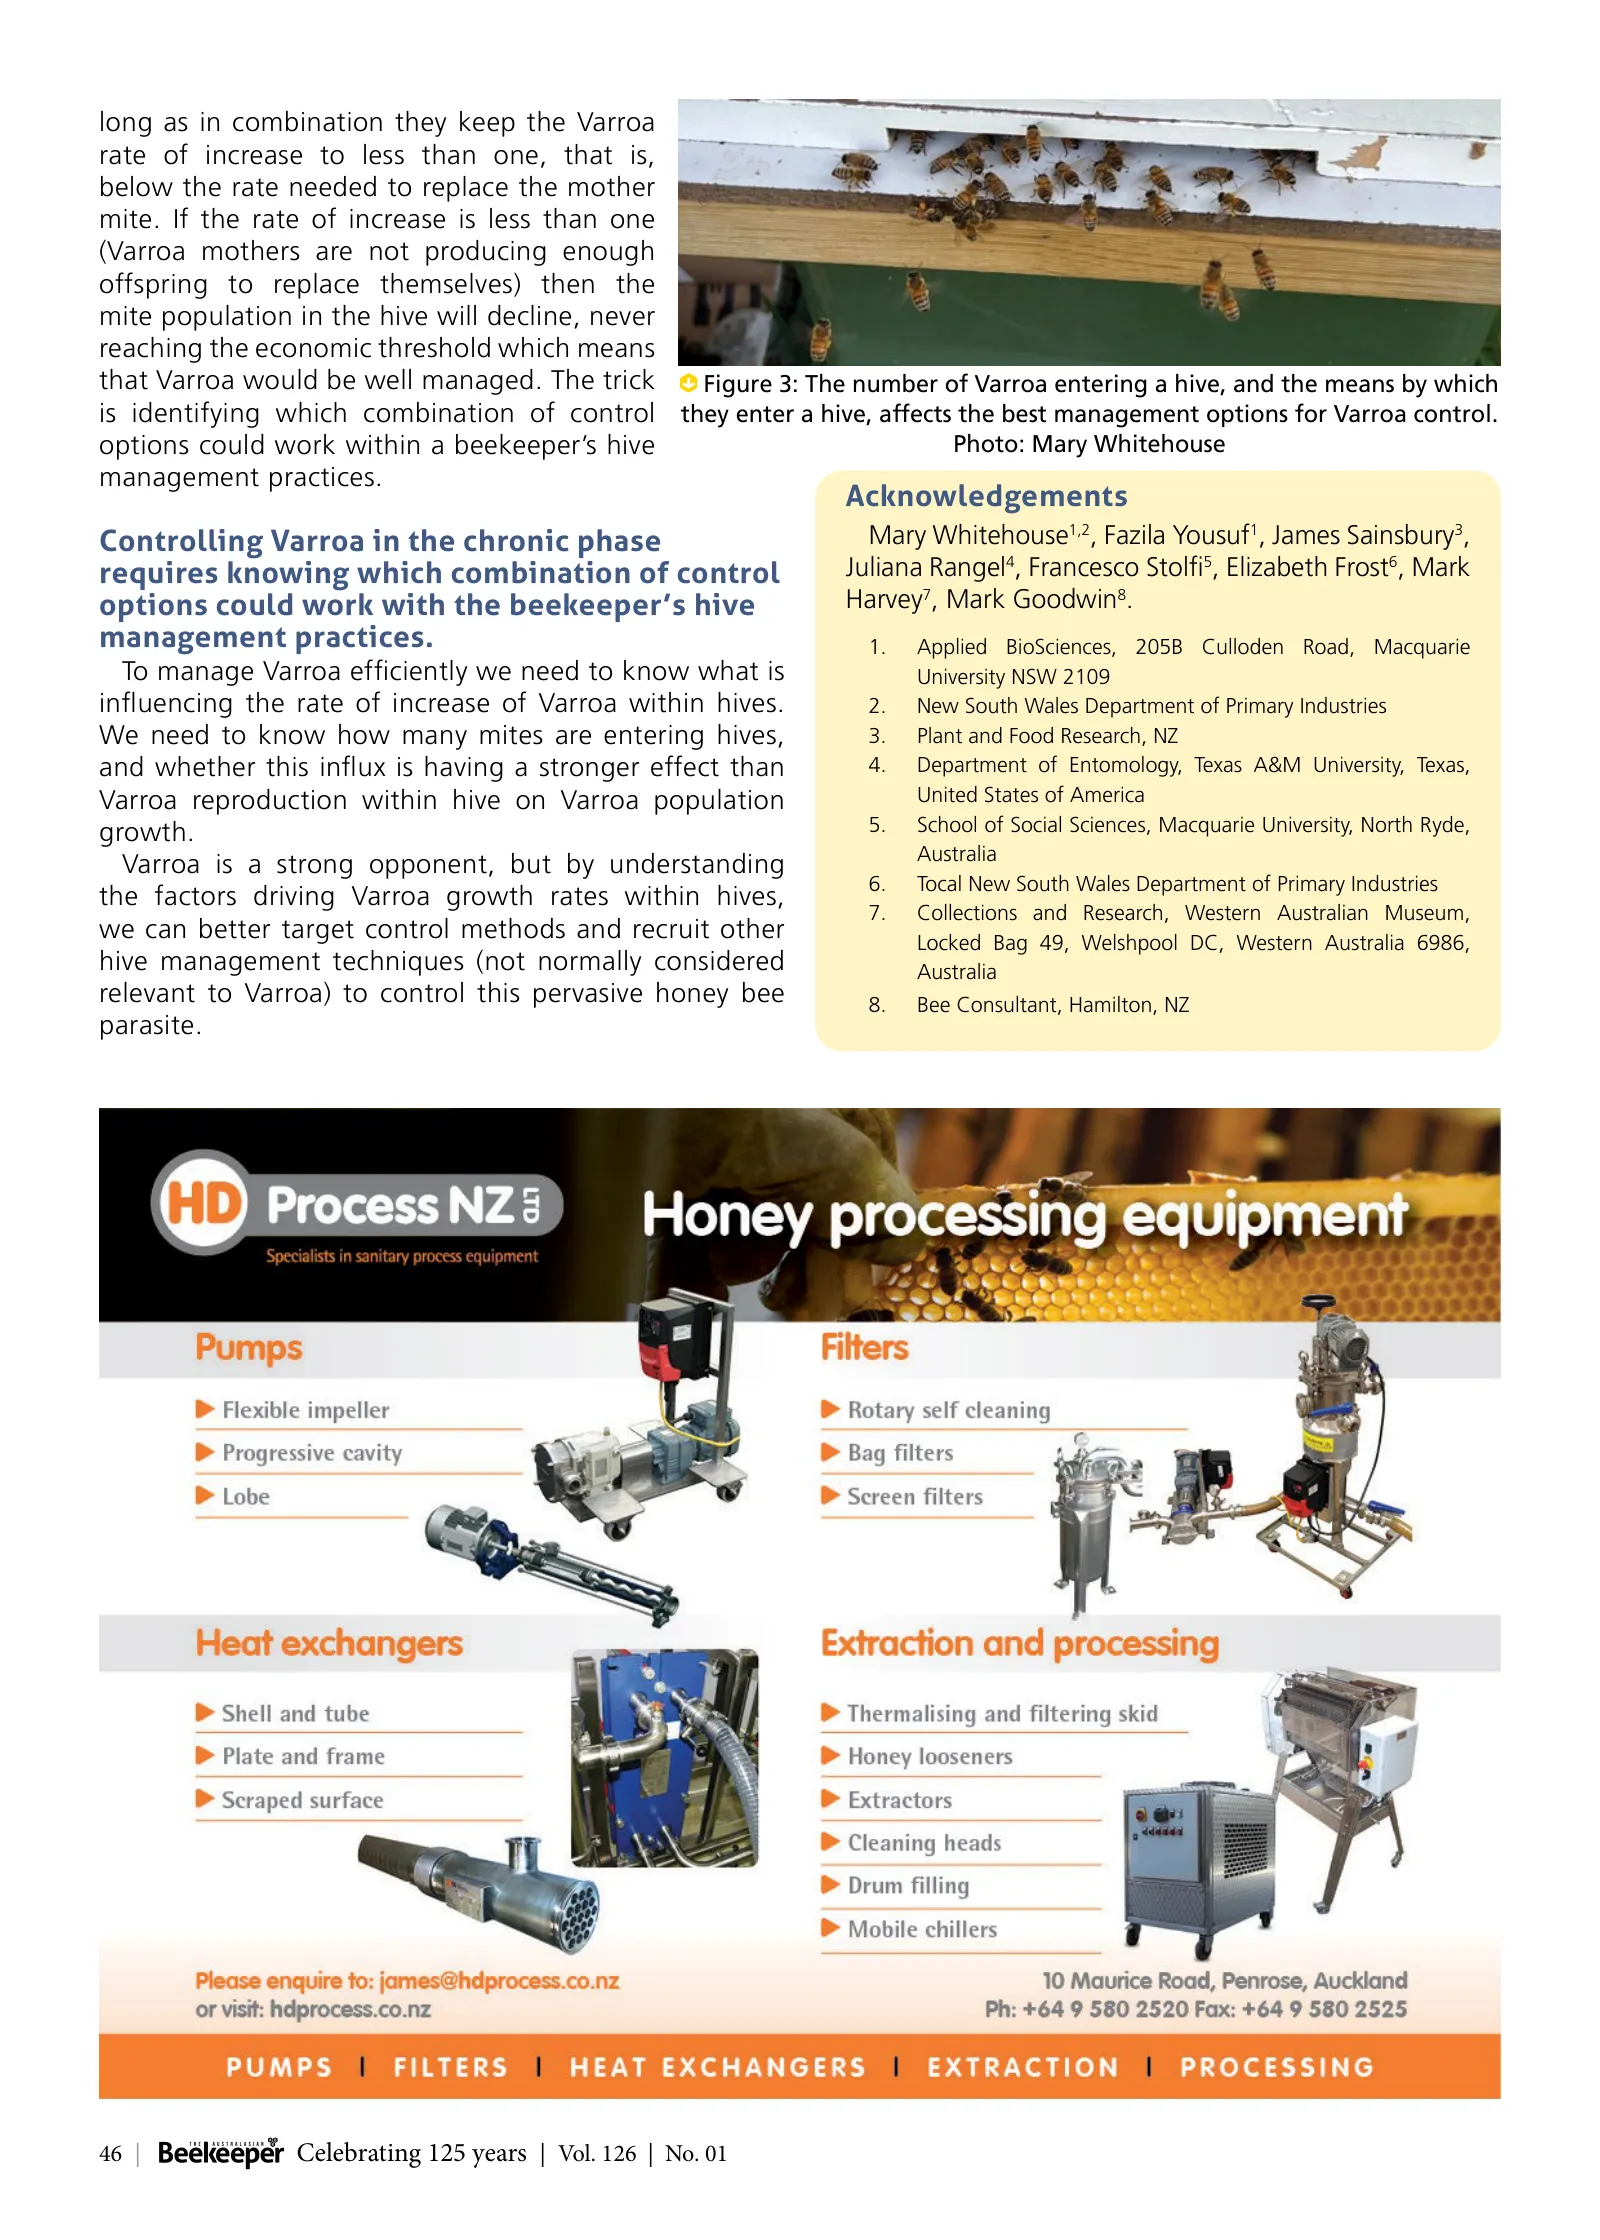 long as in combination they keep the Varroa
rate of increase to less than one, that is,
below the rate needed to replace the mother
mite. If the rate of increase is less than one
(Varroa mothers are not producing enough
offspring to replace themselves) then the
mite population in the hive will decline, never
reaching the economic threshold which means
that Varroa would be well managed. The trick
is identifying which combination of control
options could work within a beekeeper’s hive
management practices.
Controlling Varroa in the chronic phase
requires knowing which combination of control
options could work with the beekeeper’s hive
management practices.
To manage Varroa efficiently we need to know what is
influencing the rate of increase of Varroa within hives.
We need to know how many mites are entering hives,
and whether this influx is having a stronger effect than
Varroa reproduction within hive on Varroa population
growth.
Varroa is a strong opponent, but by understanding
the factors driving Varroa growth rates within hives,
we can better target control methods and recruit other
hive management techniques (not normally considered
relevant to Varroa) to control this pervasive honey bee
parasite.
Figure 3: The number of Varroa entering a hive, and the means by which
they enter a hive, affects the best management options for Varroa control.
Photo: Mary Whitehouse
Acknowledgements
Mary Whitehouse1,2, Fazila Yousuf1, James Sainsbury3,
Juliana Rangel4, Francesco Stolfi5, Elizabeth Frost6, Mark
Harvey7, Mark Goodwin8.
1. Applied BioSciences, 205B Culloden Road, Macquarie
University NSW 2109
2. New South Wales Department of Primary Industries
3. Plant and Food Research, NZ
4. Department of Entomology, Texas A&M University, Texas,
United States of America
5. School of Social Sciences, Macquarie University, North Ryde,
Australia
6. Tocal New South Wales Department of Primary Industries
7. Collections and Research, Western Australian Museum,
Locked Bag 49, Welshpool DC, Western Australia 6986,
Australia
8. Bee Consultant, Hamilton, NZ
HD Process NZ LTD
Specialists in sanitary process equipment
Honey processing equipment
Pumps
Flexible impeller
Progressive cavity
Lobe
Filters
Rotary self cleaning
Bag filters
Screen filters
Heat exchangers
Shell and tube
Plate and frame
Scraped surface
Extraction and processing
Thermalising and filtering skid
Honey looseners
Extractors
Cleaning heads
Drum filling
Mobile chillers
Please enquire to: james@hdprocess.co.nz
or visit: hdprocess.co.nz
10 Maurice Road, Penrose, Auckland
Ph: +64 9 580 2520 Fax: +64 9 580 2525
PUMPS | FILTERS | HEAT EXCHANGERS | EXTRACTION | PROCESSING
46 | THE AUSTRALASIAN Beekeeper Celebrating 125 years | Vol. 126 | No. 01